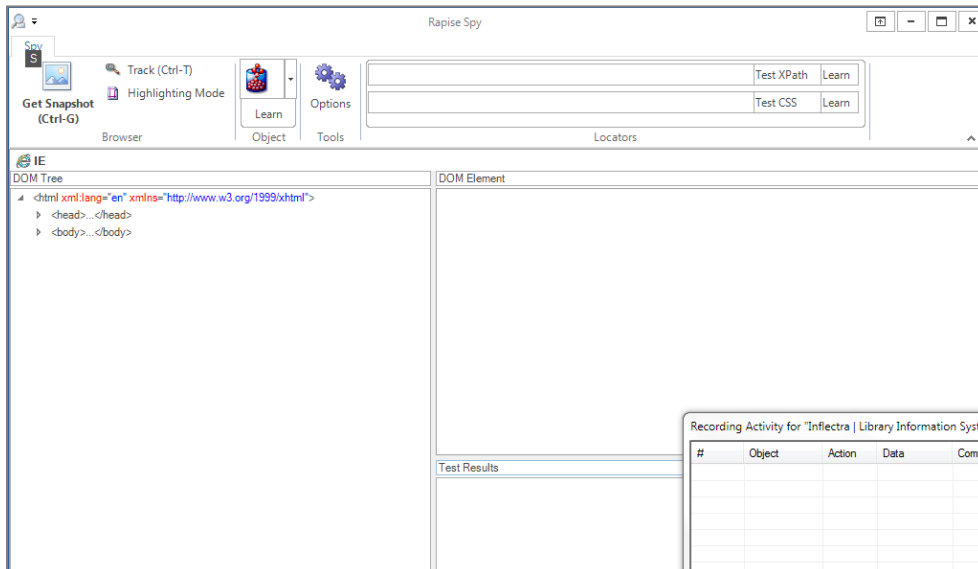 Rapise Spy
Spy
S
Get Snapshot
(Ctrl-G)
Track (Ctrl-T)
Highlighting Mode
Browser
Learn
Object
Options
Tools
Test XPath Learn
Test CSS Learn
Locators
IE
DOM Tree
<html xml:lang="en" xmlns="http://www.w3.org/1999/xhtml">
<head>...</head>
<body>...</body>
DOM Element
Test Results
Recording Activity for "Inflectra | Library Information Syst
# Object Action Data Com